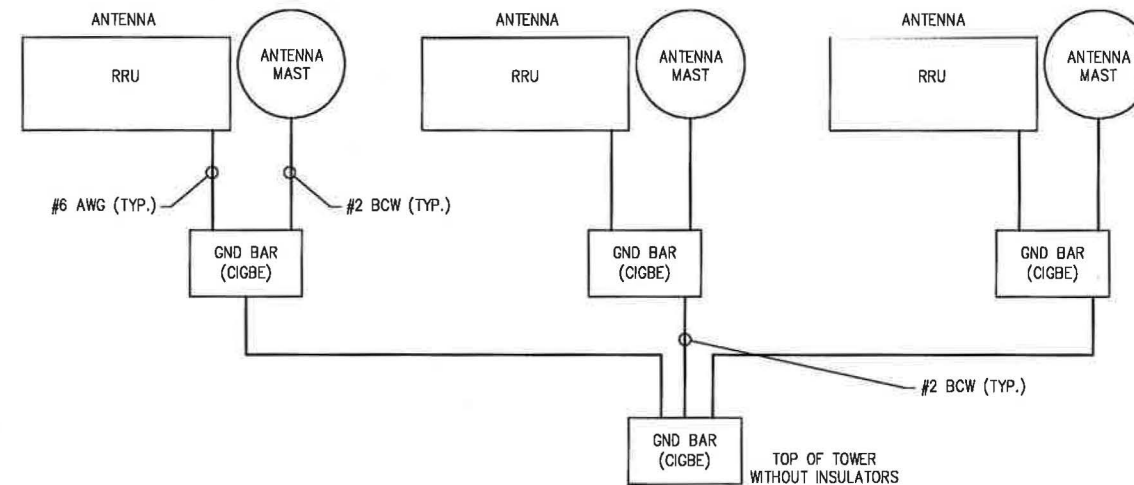 ANTENNA
RRU
ANTENNA
MAST
ANTENNA
RRU
ANTENNA
MAST
ANTENNA
RRU
ANTENNA
MAST
#6 AWG (TYP.)
#2 BCW (TYP.)
GND BAR
(CIGBE)
GND BAR
(CIGBE)
GND BAR
(CIGBE)
#2 BCW (TYP.)
GND BAR
(CIGBE)
TOP OF TOWER
WITHOUT INSULATORS